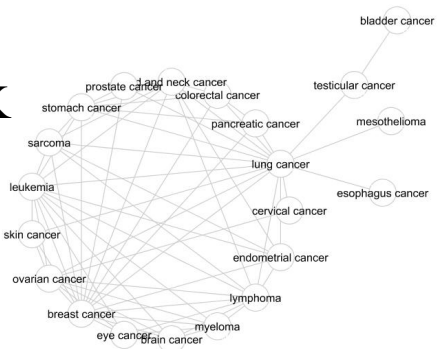 bladder cancer
testicular cancer
prostate cancer
d and neck cancer
colorectal cancer
stomach cancer
pancreatic cancer
mesothelioma
sarcoma
lung cancer
leukemia
esophagus cancer
cervical cancer
skin cancer
endometrial cancer
ovarian cancer
lymphoma
breast cancer
myeloma
eye cancer
brain cancer